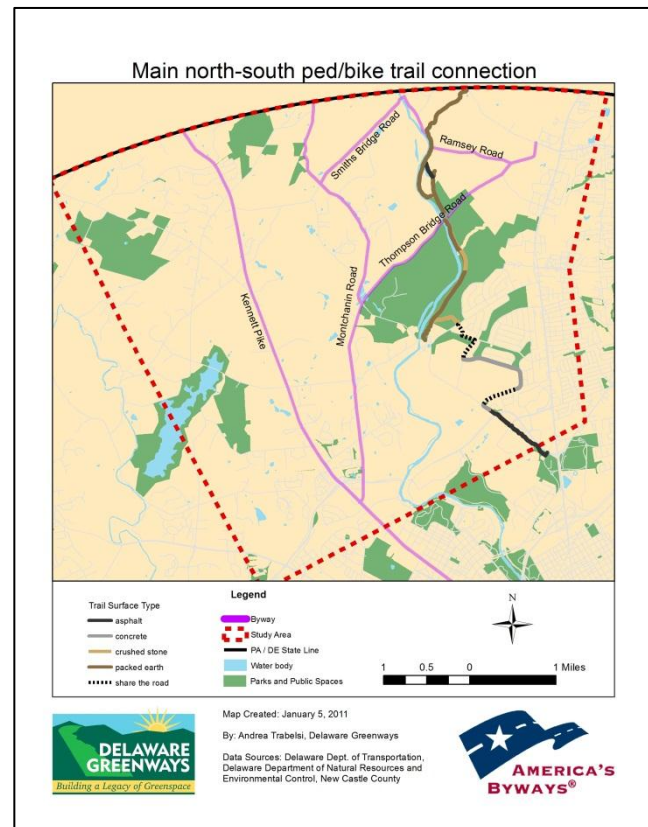 Main north-south ped/bike trail connection
Smiths Bridge Road
Ramsey Road
Thompson Bridge Road
Kennett Pike
Montchanin Road
Trail Surface Type
asphalt
concrete
crushed stone
packed earth
share the road
Legend
Byway
Study Area
PA / DE State Line
Water body
Parks and Public Spaces
N
1 0.5 0 1 Miles
DELAWARE
GREENWAYS
Building a Legacy of Greenspace
Map Created: January 5, 2011
By: Andrea Trabelsi, Delaware Greenways
Data Sources: Delaware Dept. of Transportation,
Delaware Department of Natural Resources and
Environmental Control, New Castle County
AMERICA'S
BYWAYS®